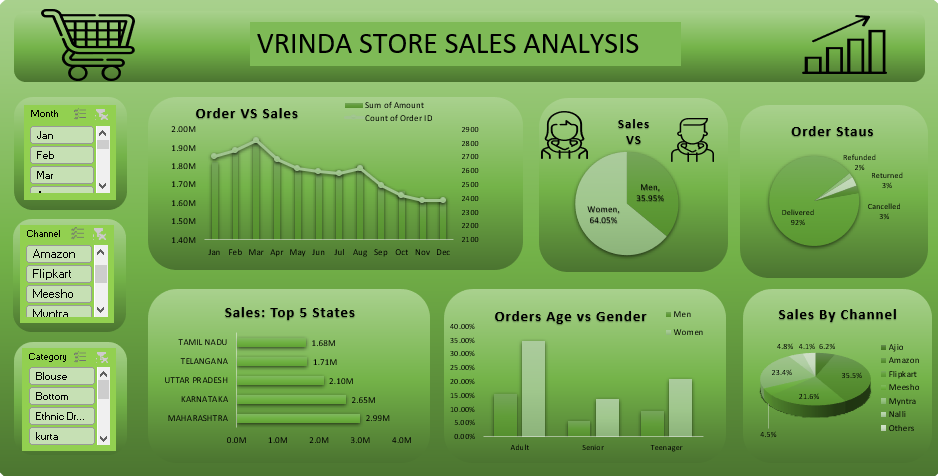 VRINDA STORE SALES ANALYSIS
Month
Jan
Feb
Mar
Channel
Amazon
Flipkart
Meesho
Myntra
Category
Blouse
Bottom
Ethnic Dr...
kurta
Order VS Sales
Sum of Amount
Count of Order ID
2.00M
1.90M
1.80M
1.70M
1.60M
1.50M
1.40M
2900
2800
2700
2600
2500
2400
2300
2200
2100
Jan Feb Mar Apr May Jun Jul Aug Sep Oct Nov Dec
Sales
VS
Men,
35.95%
Women,
64.05%
Order Staus
Refunded
2%
Returned
3%
Cancelled
3%
Delivered
92%
Sales: Top 5 States
TAMIL NADU 1.68M
TELANGANA 1.71M
UTTAR PRADESH 2.10M
KARNATAKA 2.65M
MAHARASHTRA 2.99M
0.0M 1.0M 2.0M 3.0M 4.0M
Orders Age vs Gender
Men
Women
40.00%
35.00%
30.00%
25.00%
20.00%
15.00%
10.00%
5.00%
0.00%
Adult Senior Teenager
Sales By Channel
4.8% 4.1% 6.2%
23.4% 35.5%
21.6%
4.5%
Ajio
Amazon
Flipkart
Meesho
Myntra
Nalli
Others